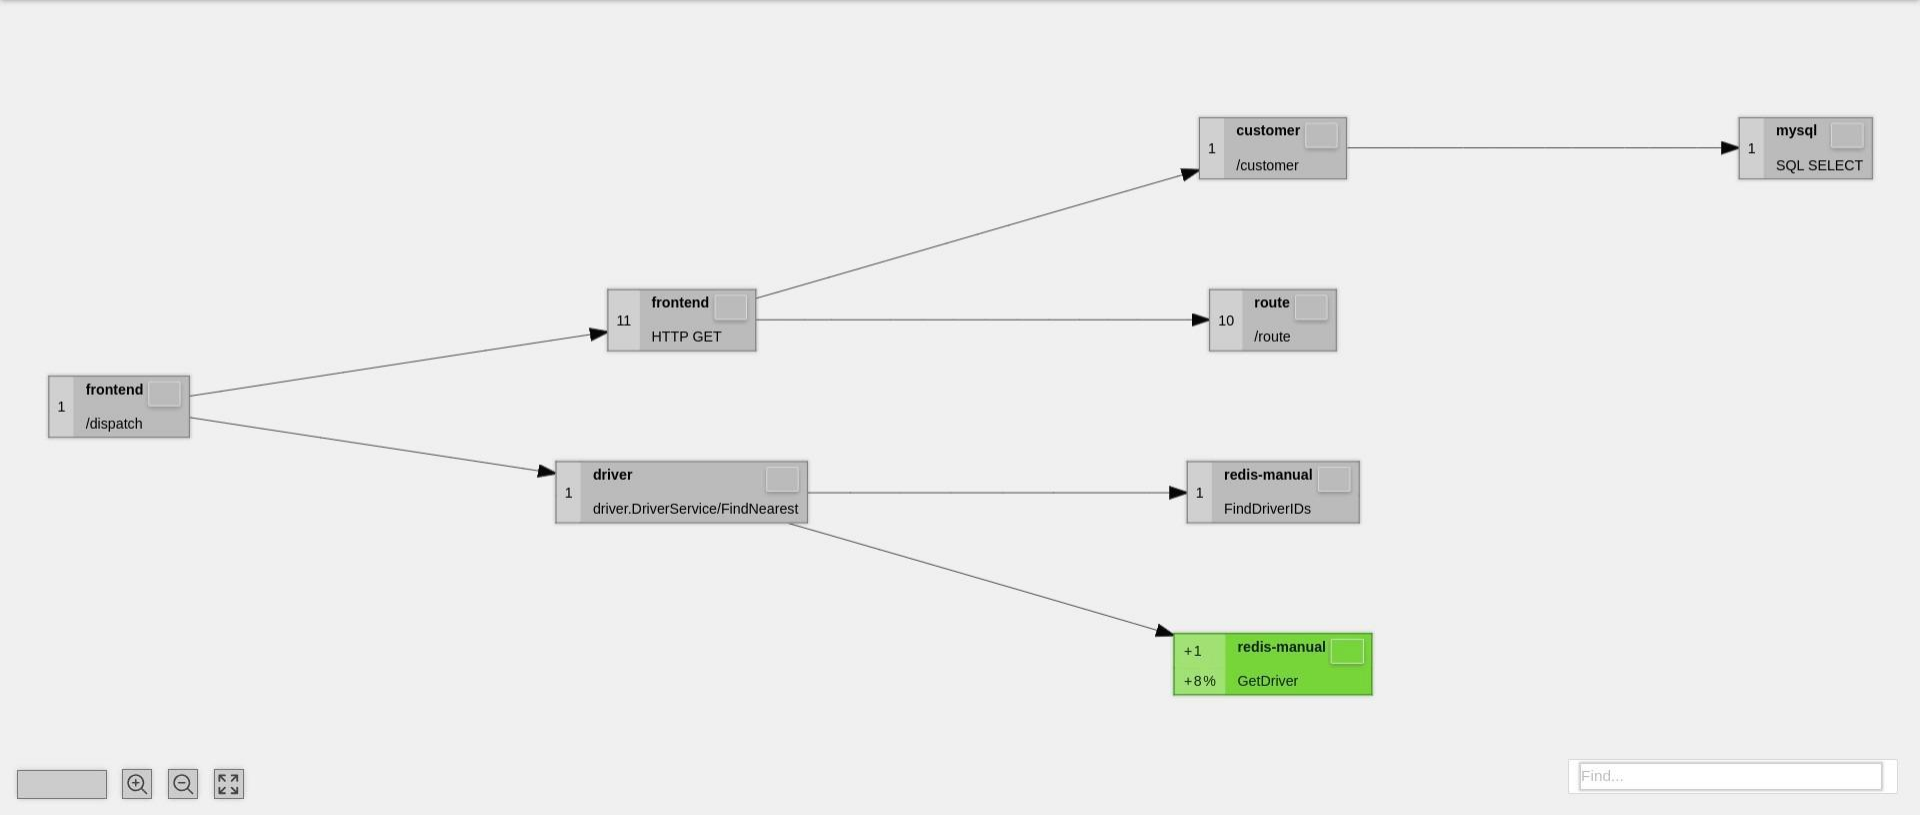 customer
1
/customer
mysql
1
SQL SELECT
frontend
11
HTTP GET
route
10
/route
frontend
1
/dispatch
driver
1
driver.DriverService/FindNearest
redis-manual
1
FindDriverIDs
+1 redis-manual
+8% GetDriver
Find...